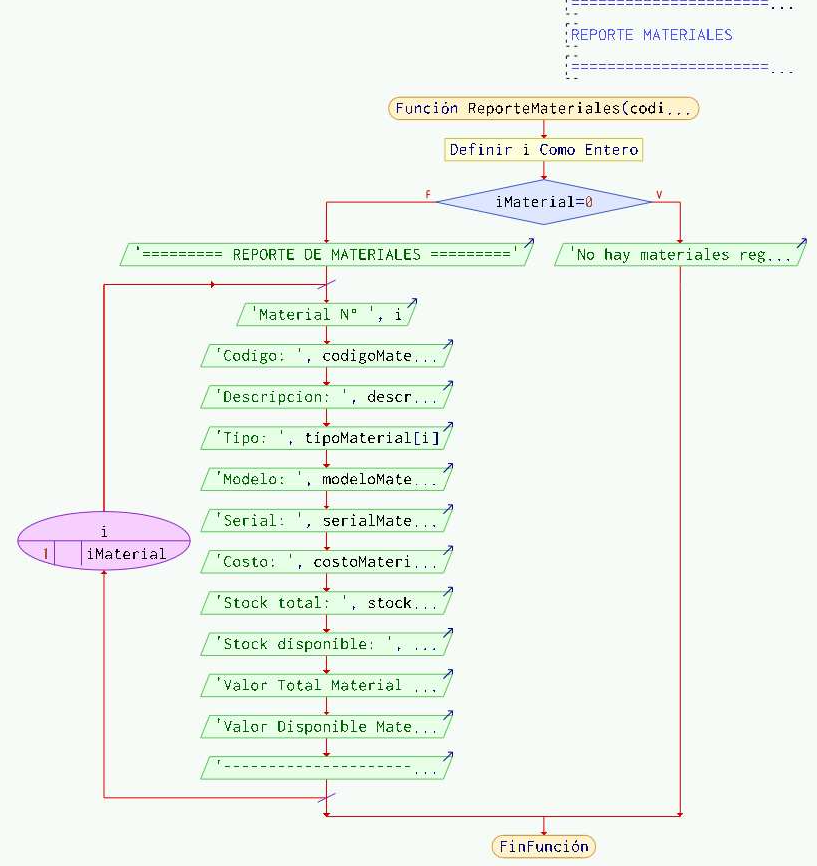 ======================...
REPORTE MATERIALES
======================...
Función ReporteMateriales(codi...
Definir i Como Entero
F
iMaterial=0
V
'========= REPORTE DE MATERIALES ========='
'No hay materiales reg...
'Material N° ', i
'Codigo: ', codigoMate...
'Descripcion: ', descr...
'Tipo: ', tipoMaterial[i]
'Modelo: ', modeloMate...
'Serial: ', serialMate...
i
1
iMaterial
'Costo: ', costoMateri...
'Stock total: ', stock...
'Stock disponible: ', ...
'Valor Total Material ...
'Valor Disponible Mate...
'---------------------...
FinFunción